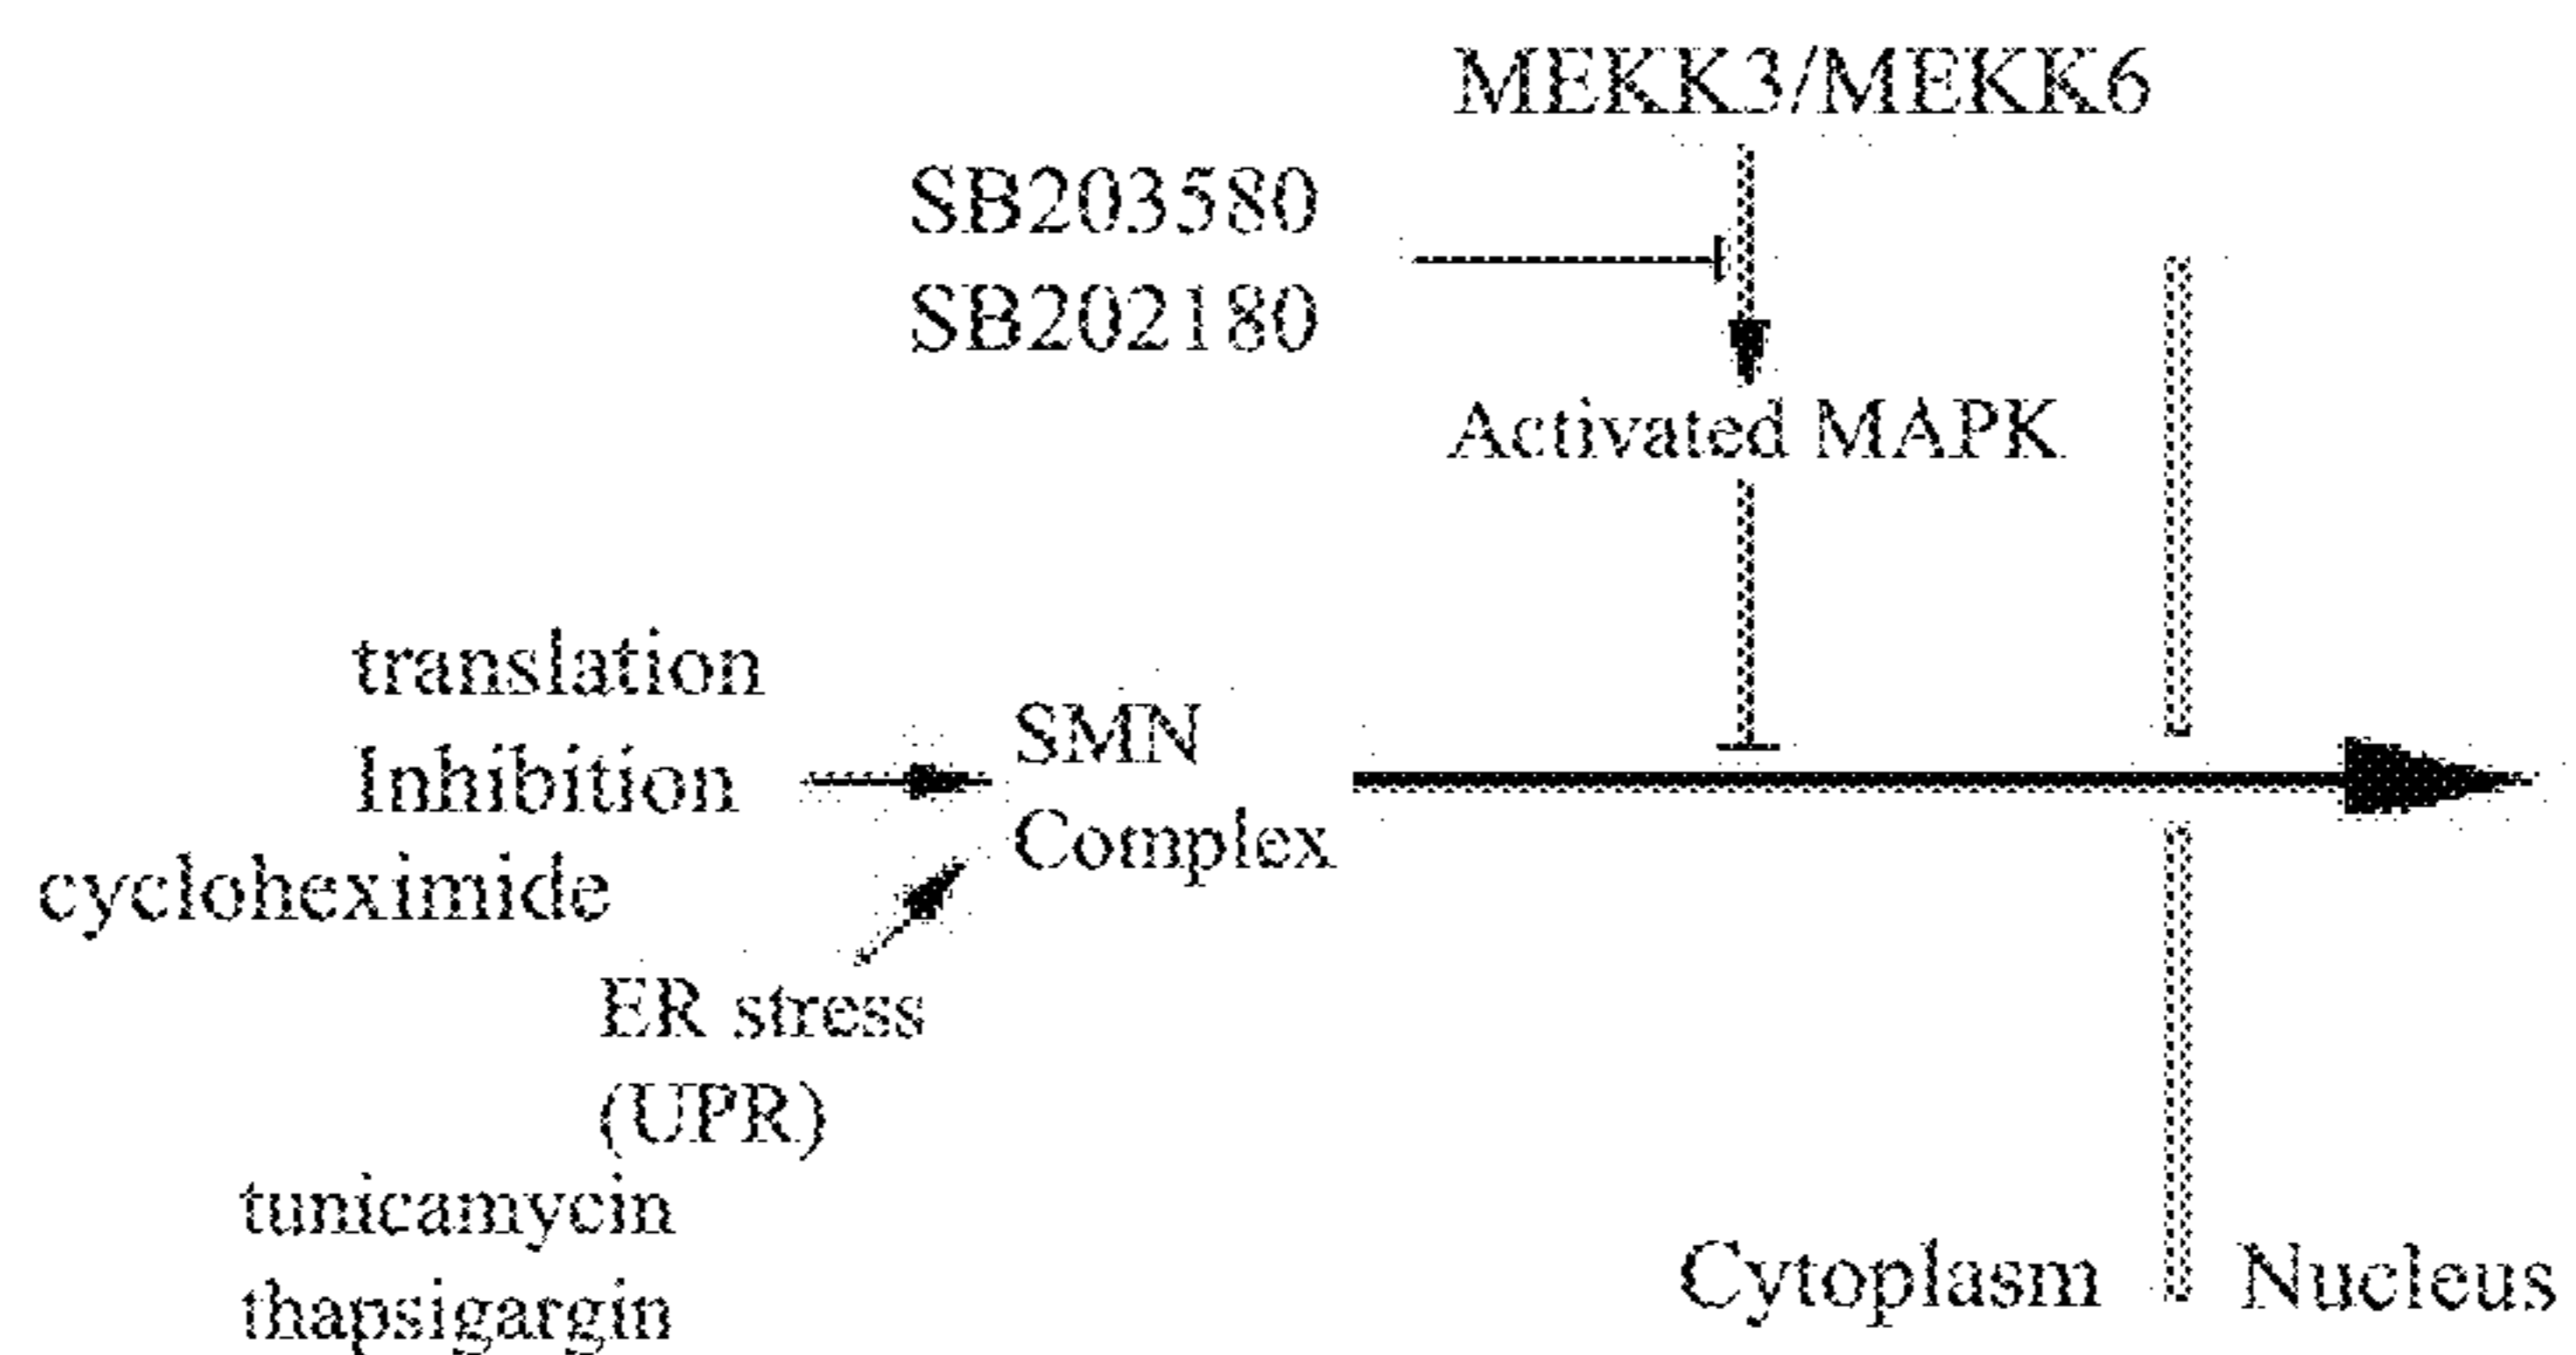 MEKK3/MEKK6
SB203580
SB202180
Activated MAPK
translation
Inhibition
cycloheximide
SMN
Complex
ER stress
(UPR)
tunicamycin
thapsigargin
Cytoplasm
Nucleus